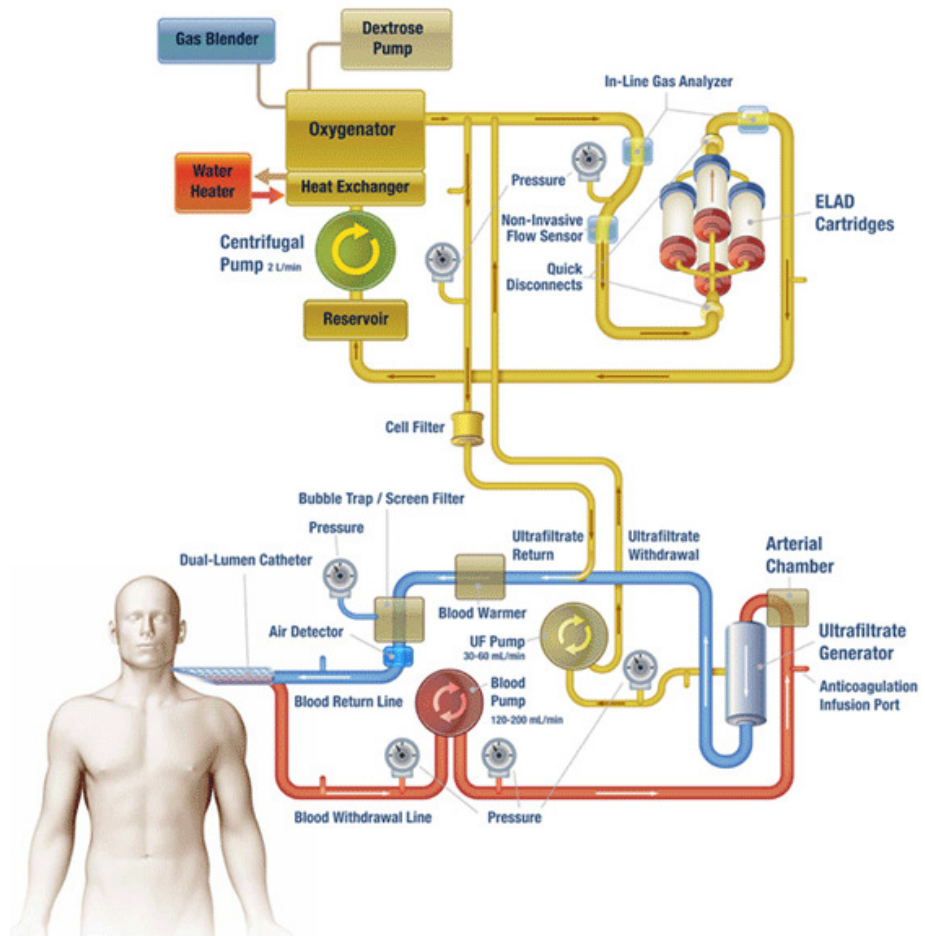 Gas Blender
Dextrose
Pump
In-Line Gas Analyzer
Oxygenator
Water
Heater
Heat Exchanger
Pressure
ELAD
Cartridges
Non-Invasive
Flow Sensor
Centrifugal
Pump 2 L/min
Quick
Disconnects
Reservoir
Cell Filter
Bubble Trap / Screen Filter
Pressure
Ultrafiltrate
Return
Ultrafiltrate
Withdrawal
Arterial
Chamber
Dual-Lumen Catheter
Blood Warmer
Air Detector
UF Pump
30-60 mL/min
Ultrafiltrate
Generator
Blood Return Line
Blood
Pump
120-200 mL/min
Anticoagulation
Infusion Port
Blood Withdrawal Line
Pressure